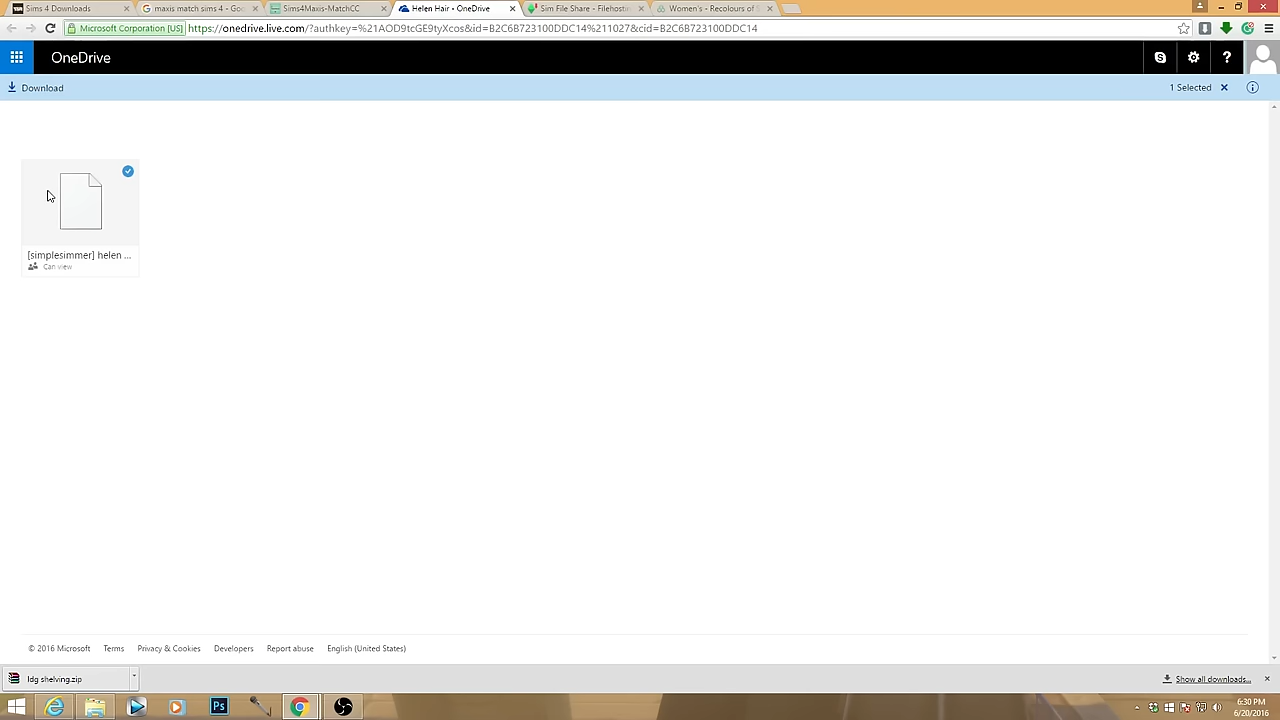 Sims 4 Downloads
maxis match sims 4 - Goo
Sims4Maxis-MatchCC
Helen Hair - OneDrive
Sim File Share - Filehostin
Women's - Recolours of
Microsoft Corporation [US]
https://onedrive.live.com/?authkey=%21AOD9tcGE9tyXcos&id=B2C6B723100DDC14%211027&cid=B2C6B723100DDC14
OneDrive
Download
1 Selected
[simplesimmer] helen ...
Can view
© 2016 Microsoft
Terms
Privacy & Cookies
Developers
Report abuse
English (United States)
ldg shelving.zip
Show all downloads...
Ps
6:30 PM
6/20/2016